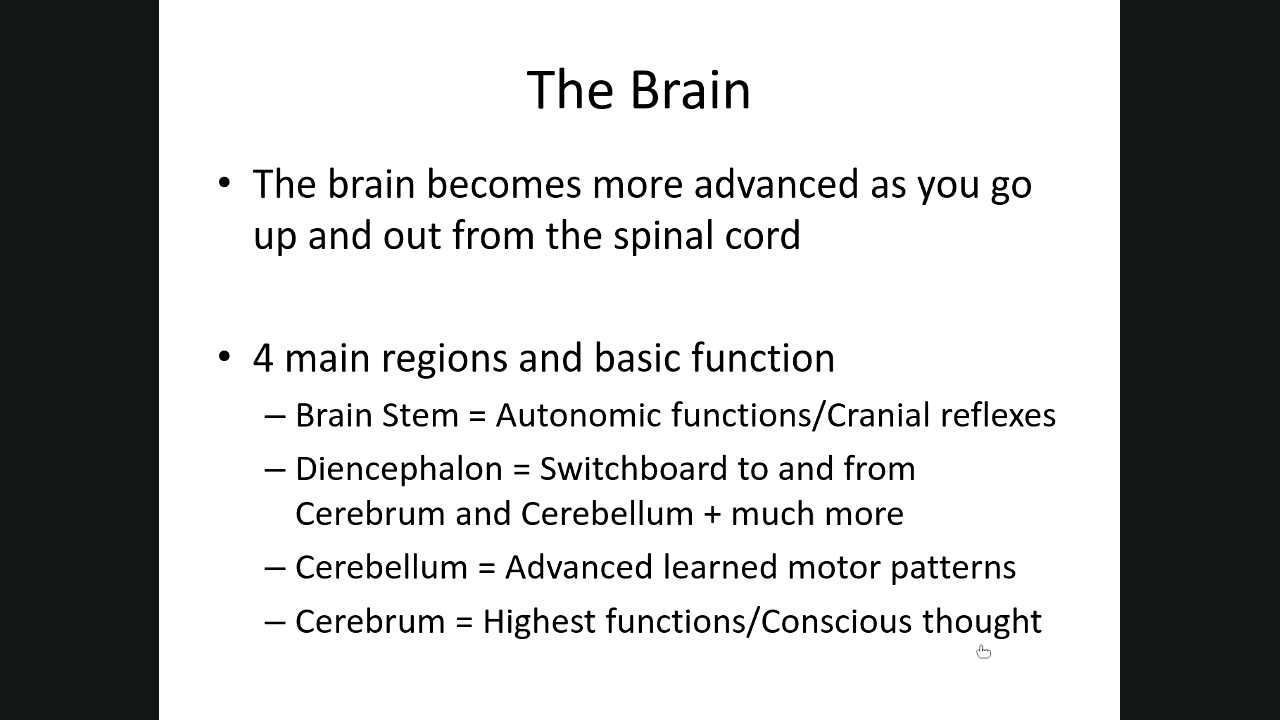 The Brain
• The brain becomes more advanced as you go
up and out from the spinal cord
• 4 main regions and basic function
– Brain Stem = Autonomic functions/Cranial reflexes
– Diencephalon = Switchboard to and from
Cerebrum and Cerebellum + much more
– Cerebellum = Advanced learned motor patterns
– Cerebrum = Highest functions/Conscious thought